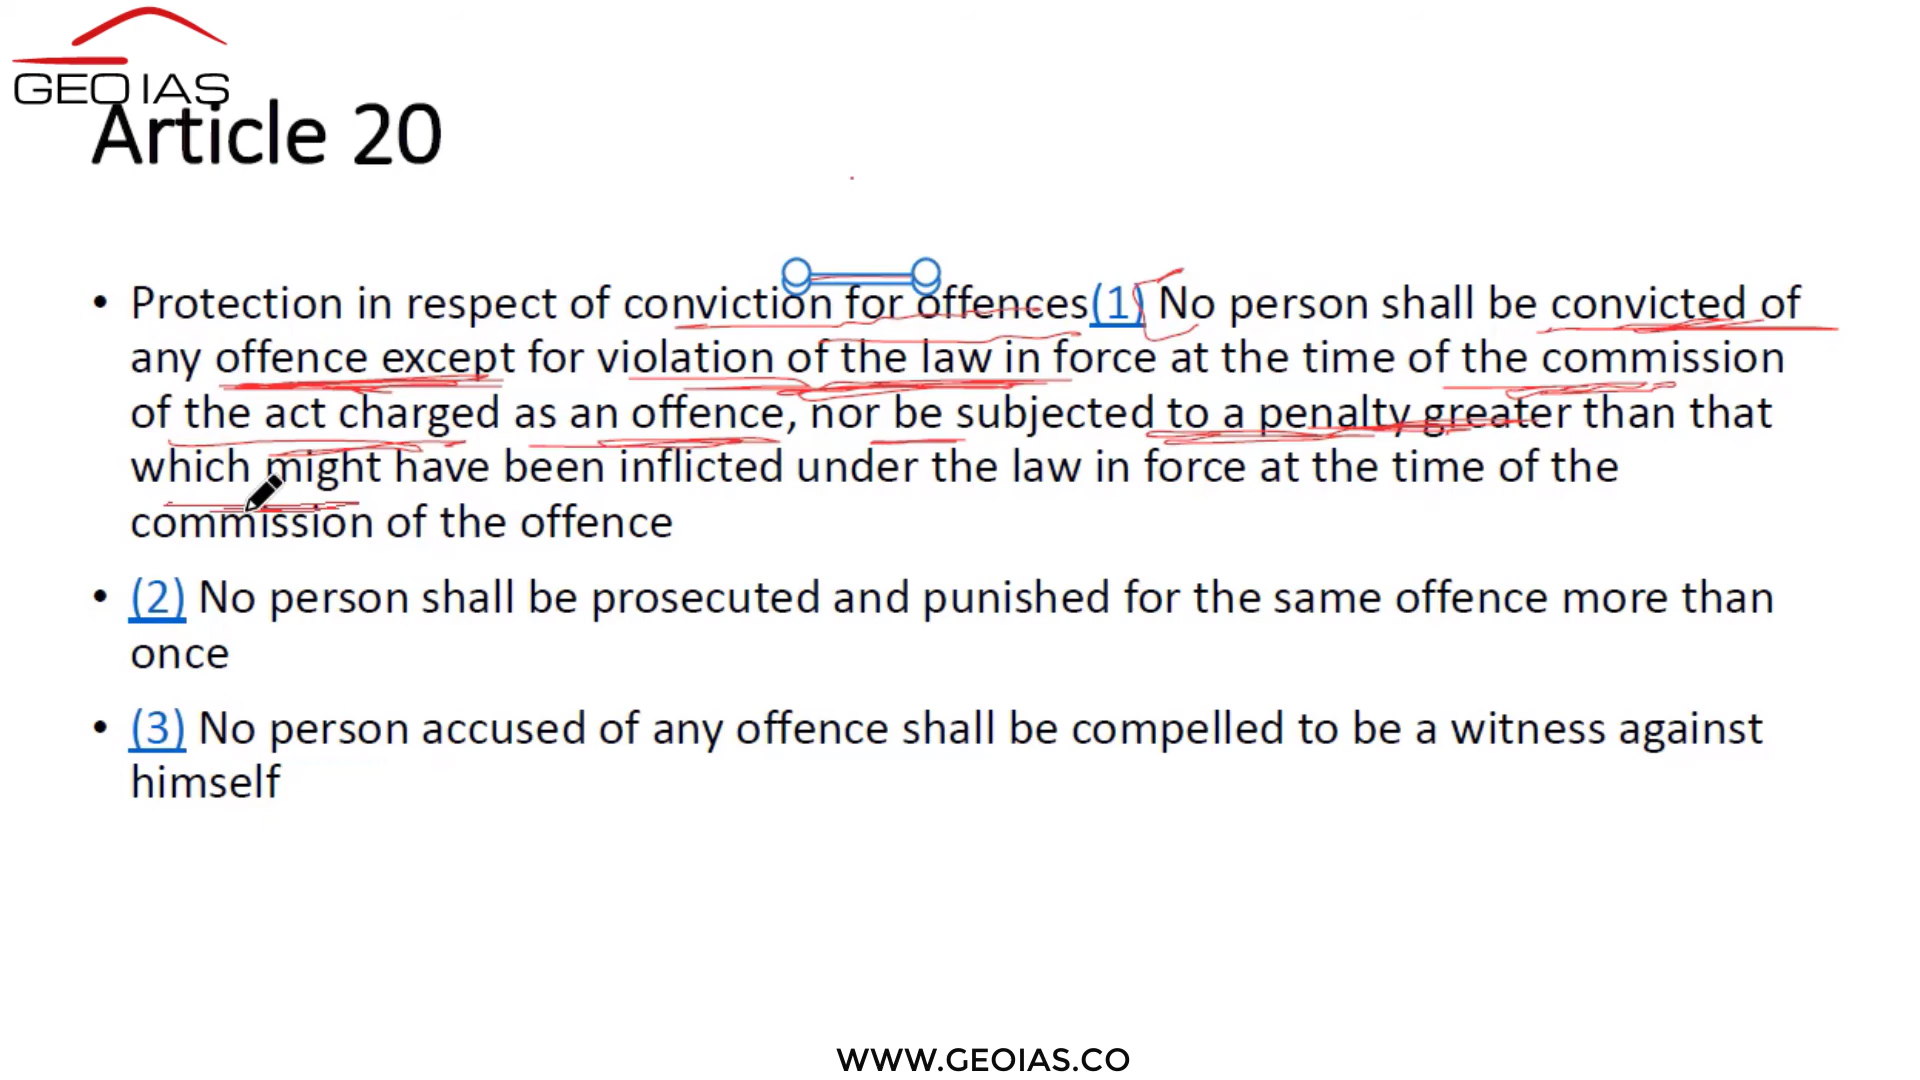 GEO IAS
Article 20
• Protection in respect of conviction for offences(1) No person shall be convicted of
any offence except for violation of the law in force at the time of the commission
of the act charged as an offence, nor be subjected to a penalty greater than that
which might have been inflicted under the law in force at the time of the
commission of the offence
• (2) No person shall be prosecuted and punished for the same offence more than
once
• (3) No person accused of any offence shall be compelled to be a witness against
himself
WWW.GEOIAS.CO